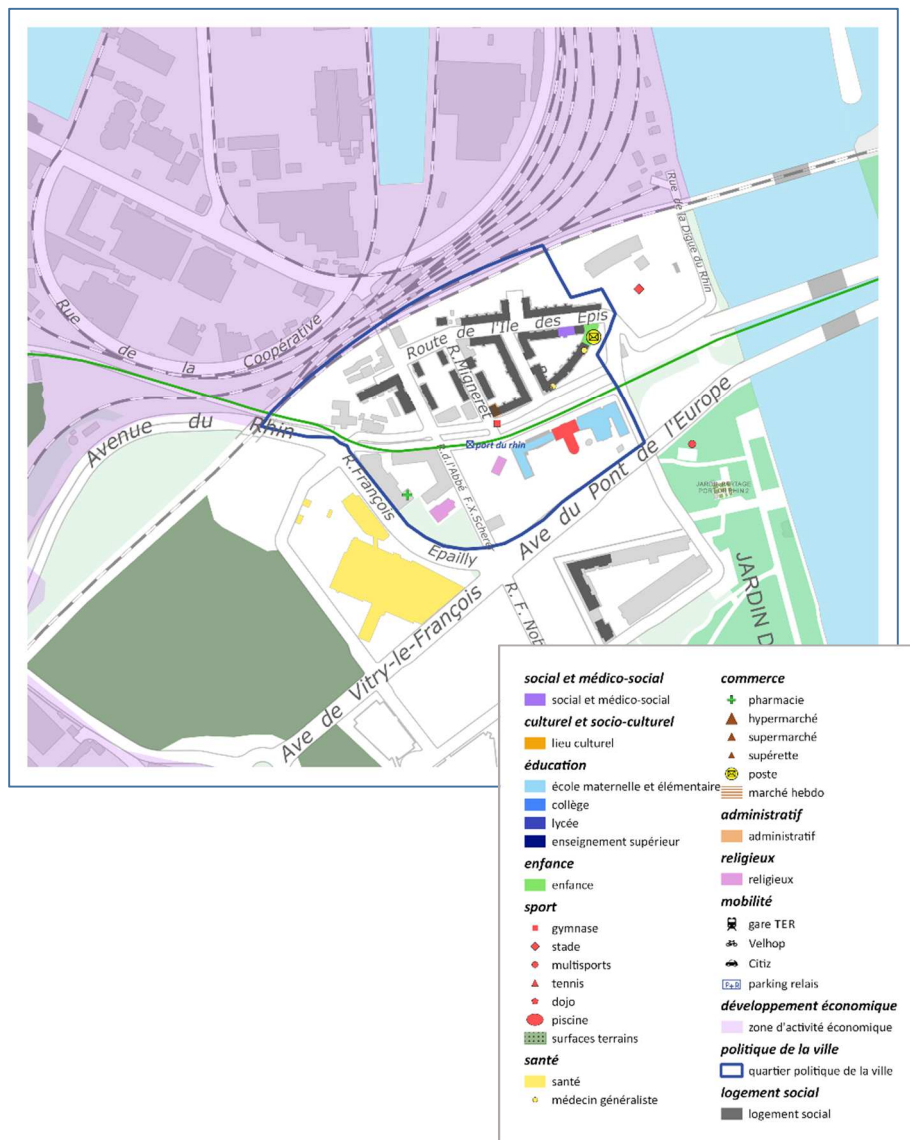 Rue de la Digue du Rhin
Rue de la Coopérative
Route de l'Ile des Epis
R. Migneret
Avenue du Rhin
port du rhin
R. François Epailly
R.d.l'Abbé F.X.Scherer
Ave du Pont de l'Europe
JARDIN PARTAGE
PORT DU RHIN 2
JARDIN D
Ave de Vitry-le-François
R. F. Nob
social et médico-social
social et médico-social
culturel et socio-culturel
lieu culturel
éducation
école maternelle et élémentaire
collège
lycée
enseignement supérieur
enfance
enfance
sport
gymnase
stade
multisports
tennis
dojo
piscine
surfaces terrains
santé
santé
médecin généraliste
commerce
pharmacie
hypermarché
supermarché
supérette
poste
marché hebdo
administratif
administratif
religieux
religieux
mobilité
gare TER
Velhop
Citiz
P+R parking relais
développement économique
zone d'activité économique
politique de la ville
quartier politique de la ville
logement social
logement social